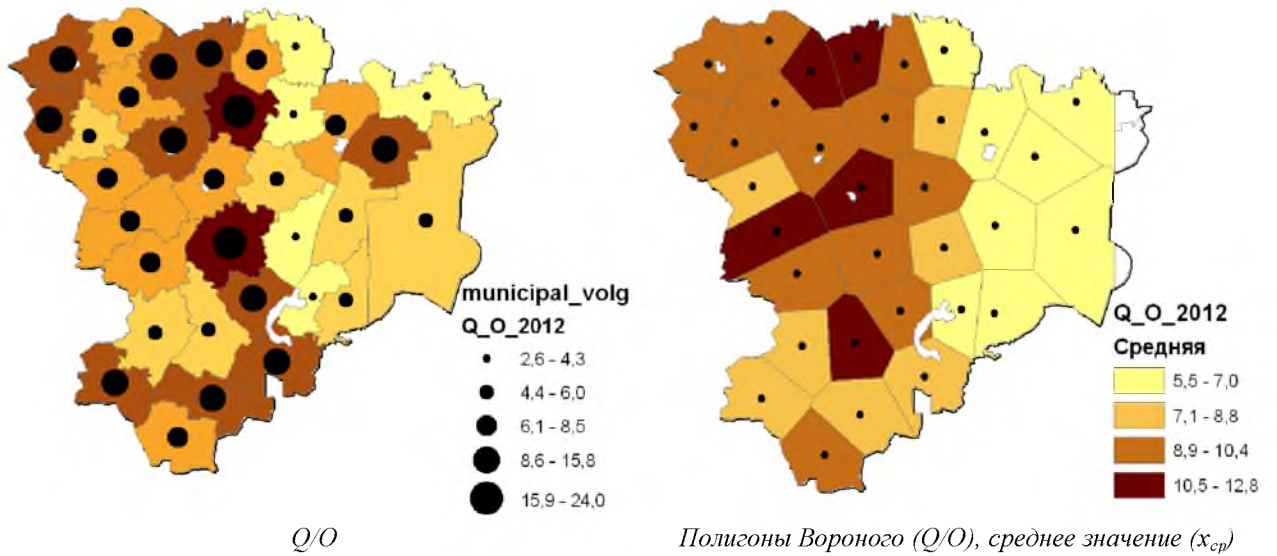 municipal_volg
Q_O_2012
2,6 - 4,3
4,4 - 6,0
6,1 - 8,5
8,6 - 15,8
15,9 - 24,0
Q/O
Q_O_2012
Средняя
5,5 - 7,0
7,1 - 8,8
8,9 - 10,4
10,5 - 12,8
Полигоны Вороного (Q/O), среднее значение (xср)